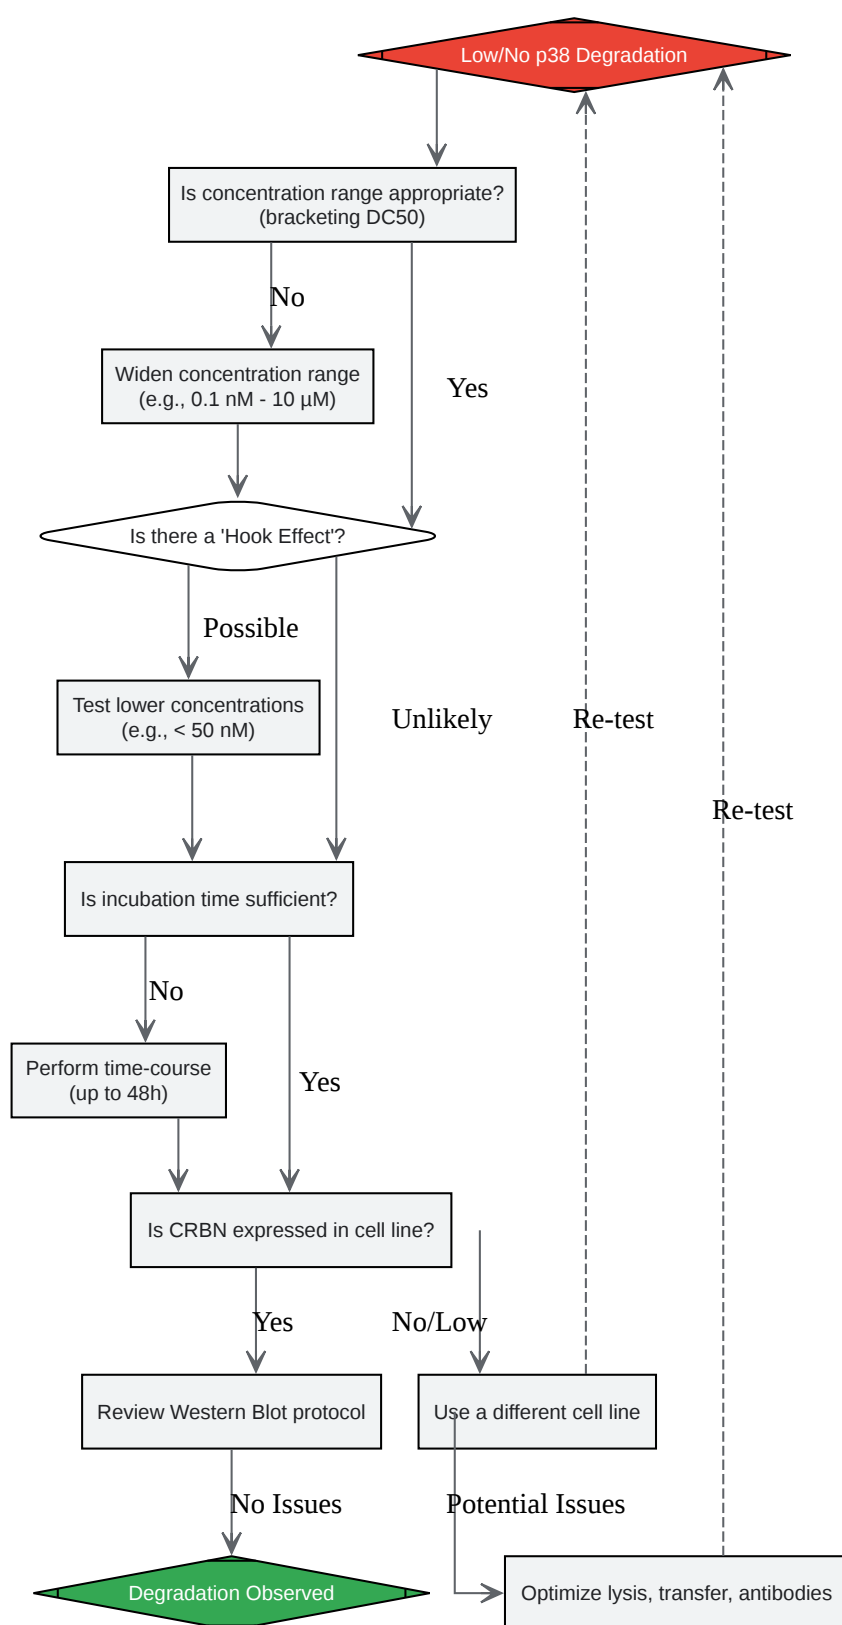 Low/No p38 Degradation
Is concentration range appropriate?
(bracketing DC50)
No
Widen concentration range
(e.g., 0.1 nM - 10 µM)
Yes
Is there a 'Hook Effect'?
Possible
Test lower concentrations
(e.g., < 50 nM)
Unlikely
Re-test
Re-test
Is incubation time sufficient?
No
Perform time-course
(up to 48h)
Yes
Is CRBN expressed in cell line?
Yes
No/Low
Review Western Blot protocol
Use a different cell line
No Issues
Potential Issues
Degradation Observed
Optimize lysis, transfer, antibodies